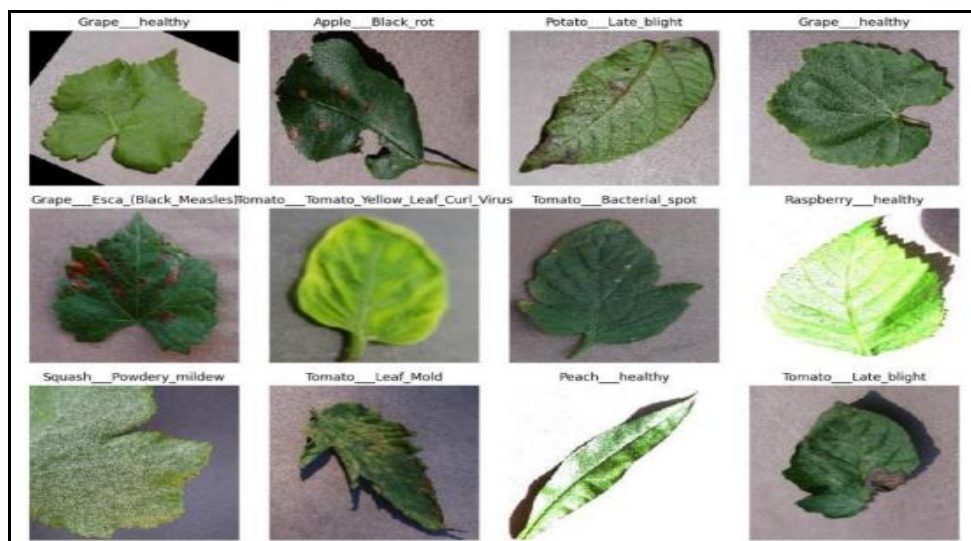 Grape___healthy
Apple___Black_rot
Potato___Late_blight
Grape___healthy
Grape___Esca_(Black_Measles)
Tomato___Tomato_Yellow_Leaf_Curl_Virus
Tomato___Bacterial_spot
Raspberry___healthy
Squash___Powdery_mildew
Tomato___Leaf_Mold
Peach___healthy
Tomato___Late_blight